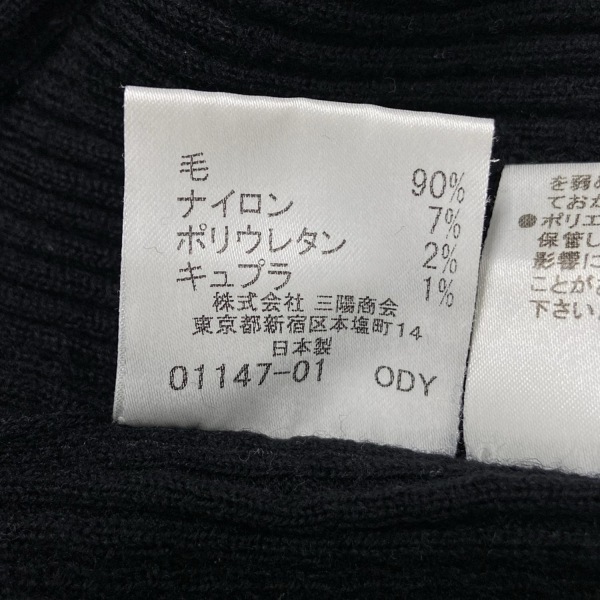 毛 90%
ナイロン 7%
ポリウレタン 2%
キュプラ 1%
株式会社 三陽商会
東京都新宿区本塩町14
日本製
01147-01 ODY
を弱め
ておか
●ポリエ
保管し
影響に
ことが
下さい